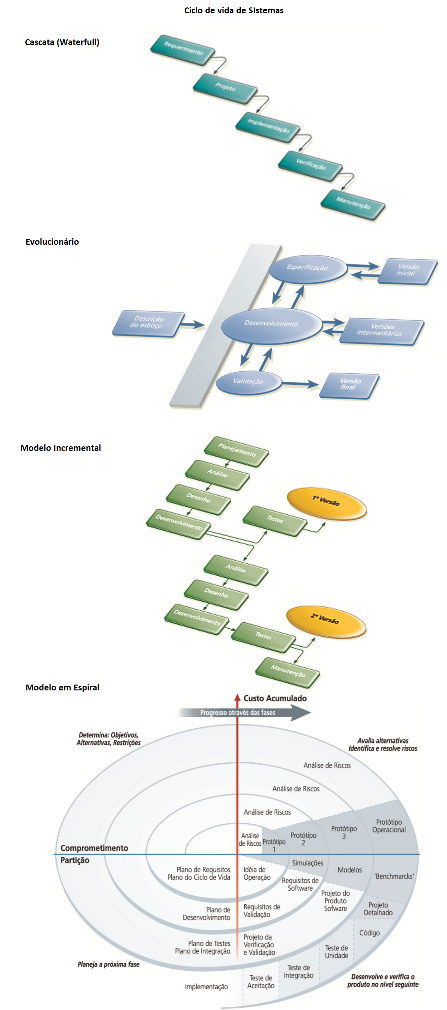 Ciclo de vida de Sistemas
Cascata (Waterfull)
Requerimento
Projeto
Implementação
Verificação
Manutenção
Evolucionário
Especificação
Versão
inicial
Descrição
do esboço
Desenvolvimento
Versões
intermediárias
Validação
Versão
final
Modelo Incremental
Planejamento
Análise
Desenho
Desenvolvimento
Testes
1ª Versão
Análise
Desenho
Desenvolvimento
Testes
2ª Versão
Manutenção
Modelo em Espiral
Custo Acumulado
Progresso através das fases
Determina: Objetivos,
Alternativas, Restrições
Avalia alternativas
Identifica e resolve riscos
Análise de Riscos
Análise de Riscos
Análise de Riscos
Análise
de
Riscos
Protótipo
1
Protótipo
2
Protótipo
3
Protótipo
Operacional
Comprometimento
Partição
Simulações
Modelos
'Benchmarcks'
Plano de Requisitos
Plano do Ciclo de Vida
Idéia de
Operação
Requisitos de
Software
Projeto do
Produto
Sofware
Projeto
Detalhado
Plano de
Desenvolvimento
Requisitos de
Validação
Código
Plano de Testes
Plano de Integração
Projeto da
Verificação
e Validação
Teste de
Unidade
Planeja a próxima fase
Implementação
Teste de
Aceitação
Teste de
Integração
Desenvolve e verifica o
produto no nível seguinte